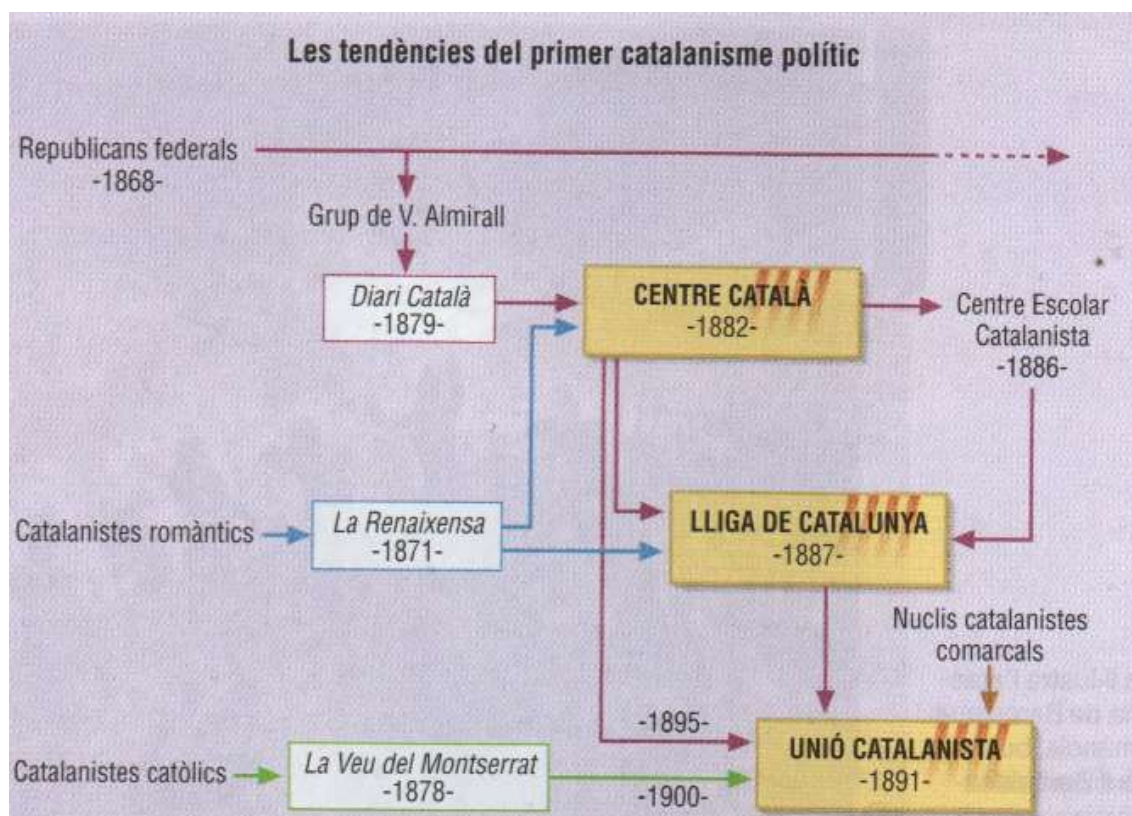 Les tendències del primer catalanisme polític
Republicans federals
-1868-
Grup de V. Almirall
Diari Català
-1879-
CENTRE CATALÀ
-1882-
Centre Escolar
Catalanista
-1886-
Catalanistes romàntics
La Renaixensa
-1871-
LLIGA DE CATALUNYA
-1887-
Nuclis catalanistes
comarcals
-1895-
UNIÓ CATALANISTA
-1891-
Catalanistes catòlics
La Veu del Montserrat
-1878-
-1900-